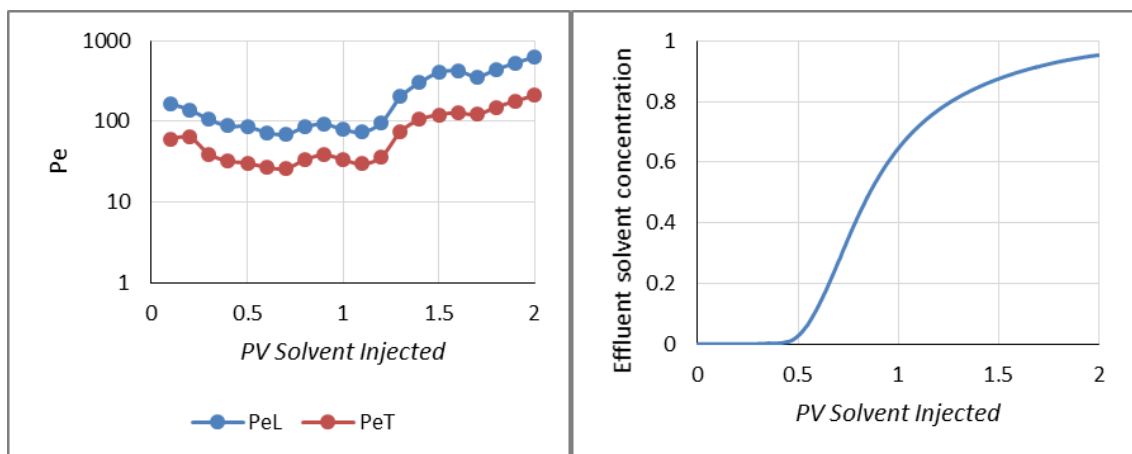 1000
100
10
1
Pe
0 0.5 1 1.5 2
PV Solvent Injected
PeL PeT
1
0.8
0.6
0.4
0.2
0
Effluent solvent concentration
0 0.5 1 1.5 2
PV Solvent Injected